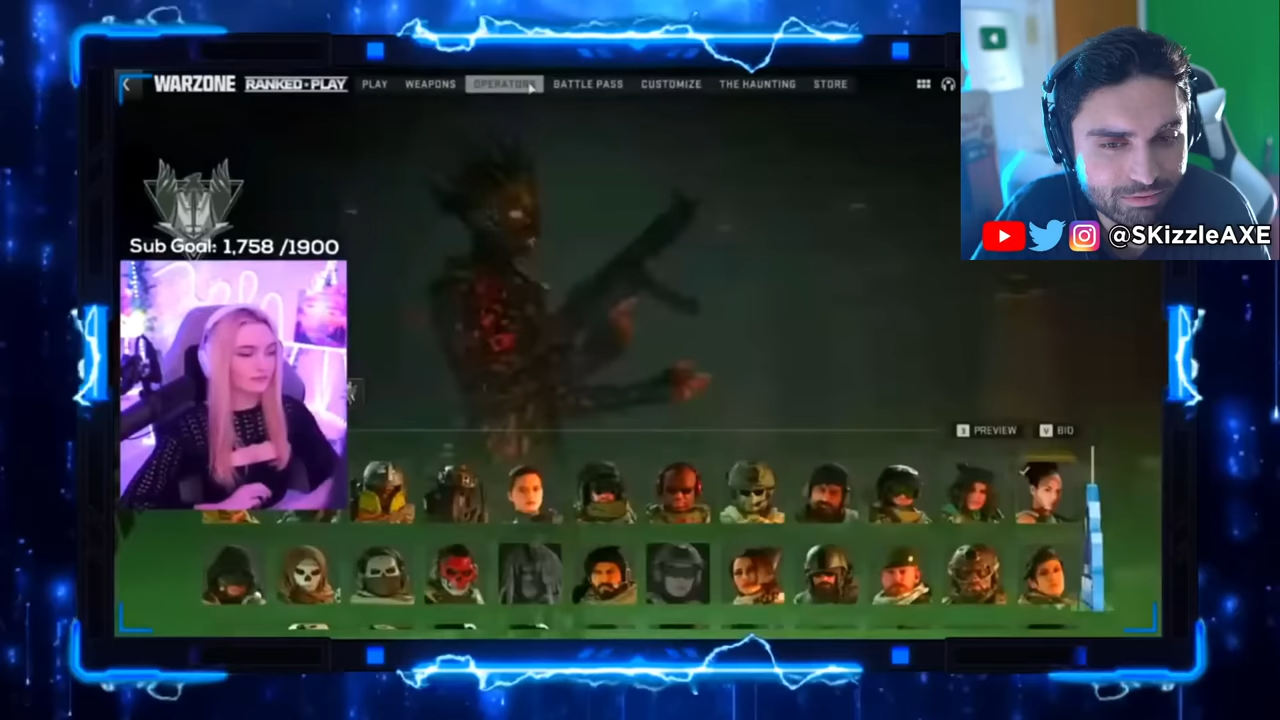 WARZONE RANKED PLAY PLAY WEAPONS OPERATORS BATTLE PASS CUSTOMIZE THE HAUNTING STORE
Sub Goal: 1,758 /1900
@SKizzleAXE
PREVIEW BIO